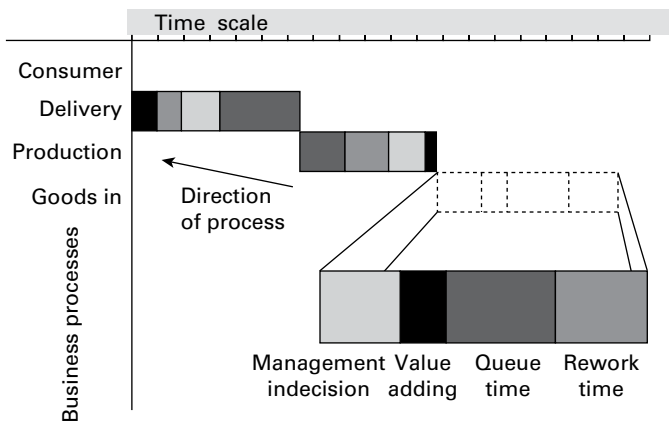 Time scale
Consumer
Delivery
Production
Goods in
Direction
of process
Business processes
Management
indecision
Value
adding
Queue
time
Rework
time